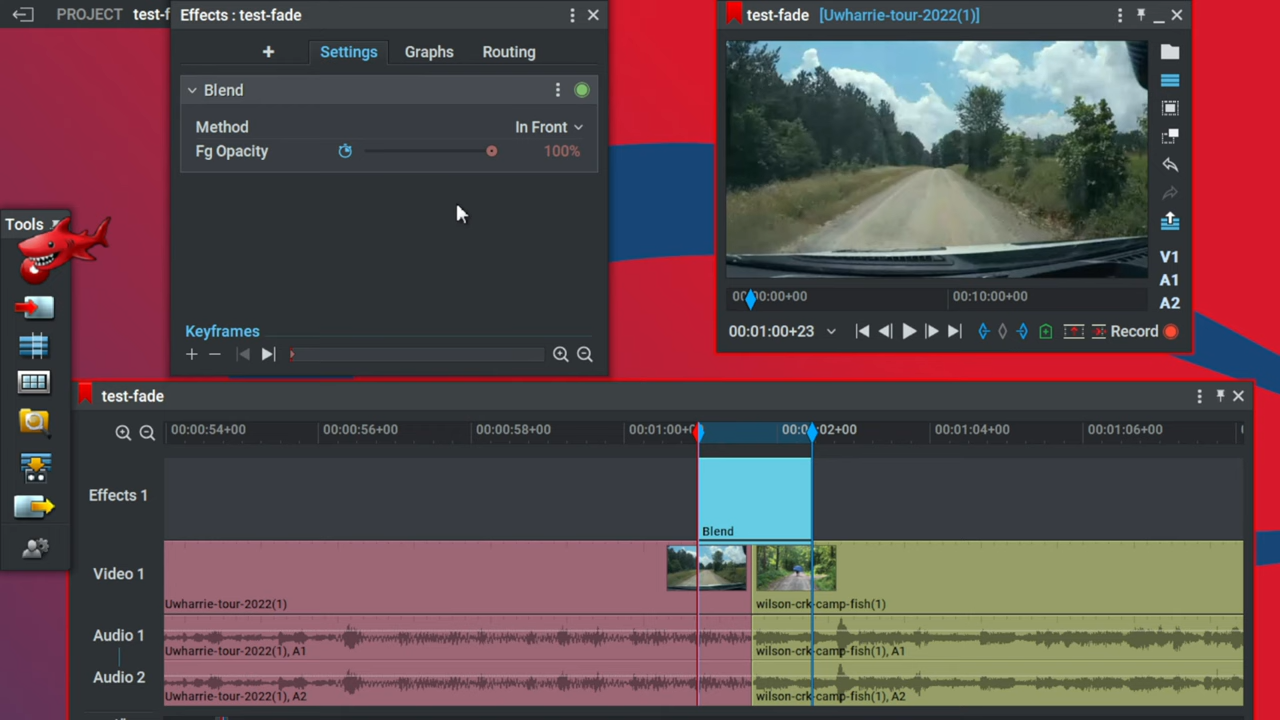 PROJECT test-f
Effects : test-fade
Settings Graphs Routing
Blend
Method In Front
Fg Opacity 100%
Keyframes
Tools
test-fade [Uwharrie-tour-2022(1)]
V1
A1
A2
00:00:00+00 00:10:00+00
00:01:00+23 Record
test-fade
00:00:54+00 00:00:56+00 00:00:58+00 00:01:00+0 00:01:02+00 00:01:04+00 00:01:06+00
Effects 1
Blend
Video 1
Uwharrie-tour-2022(1) wilson-crk-camp-fish(1)
Audio 1
Uwharrie-tour-2022(1), A1 wilson-crk-camp-fish(1), A1
Audio 2
Uwharrie-tour-2022(1), A2 wilson-crk-camp-fish(1), A2